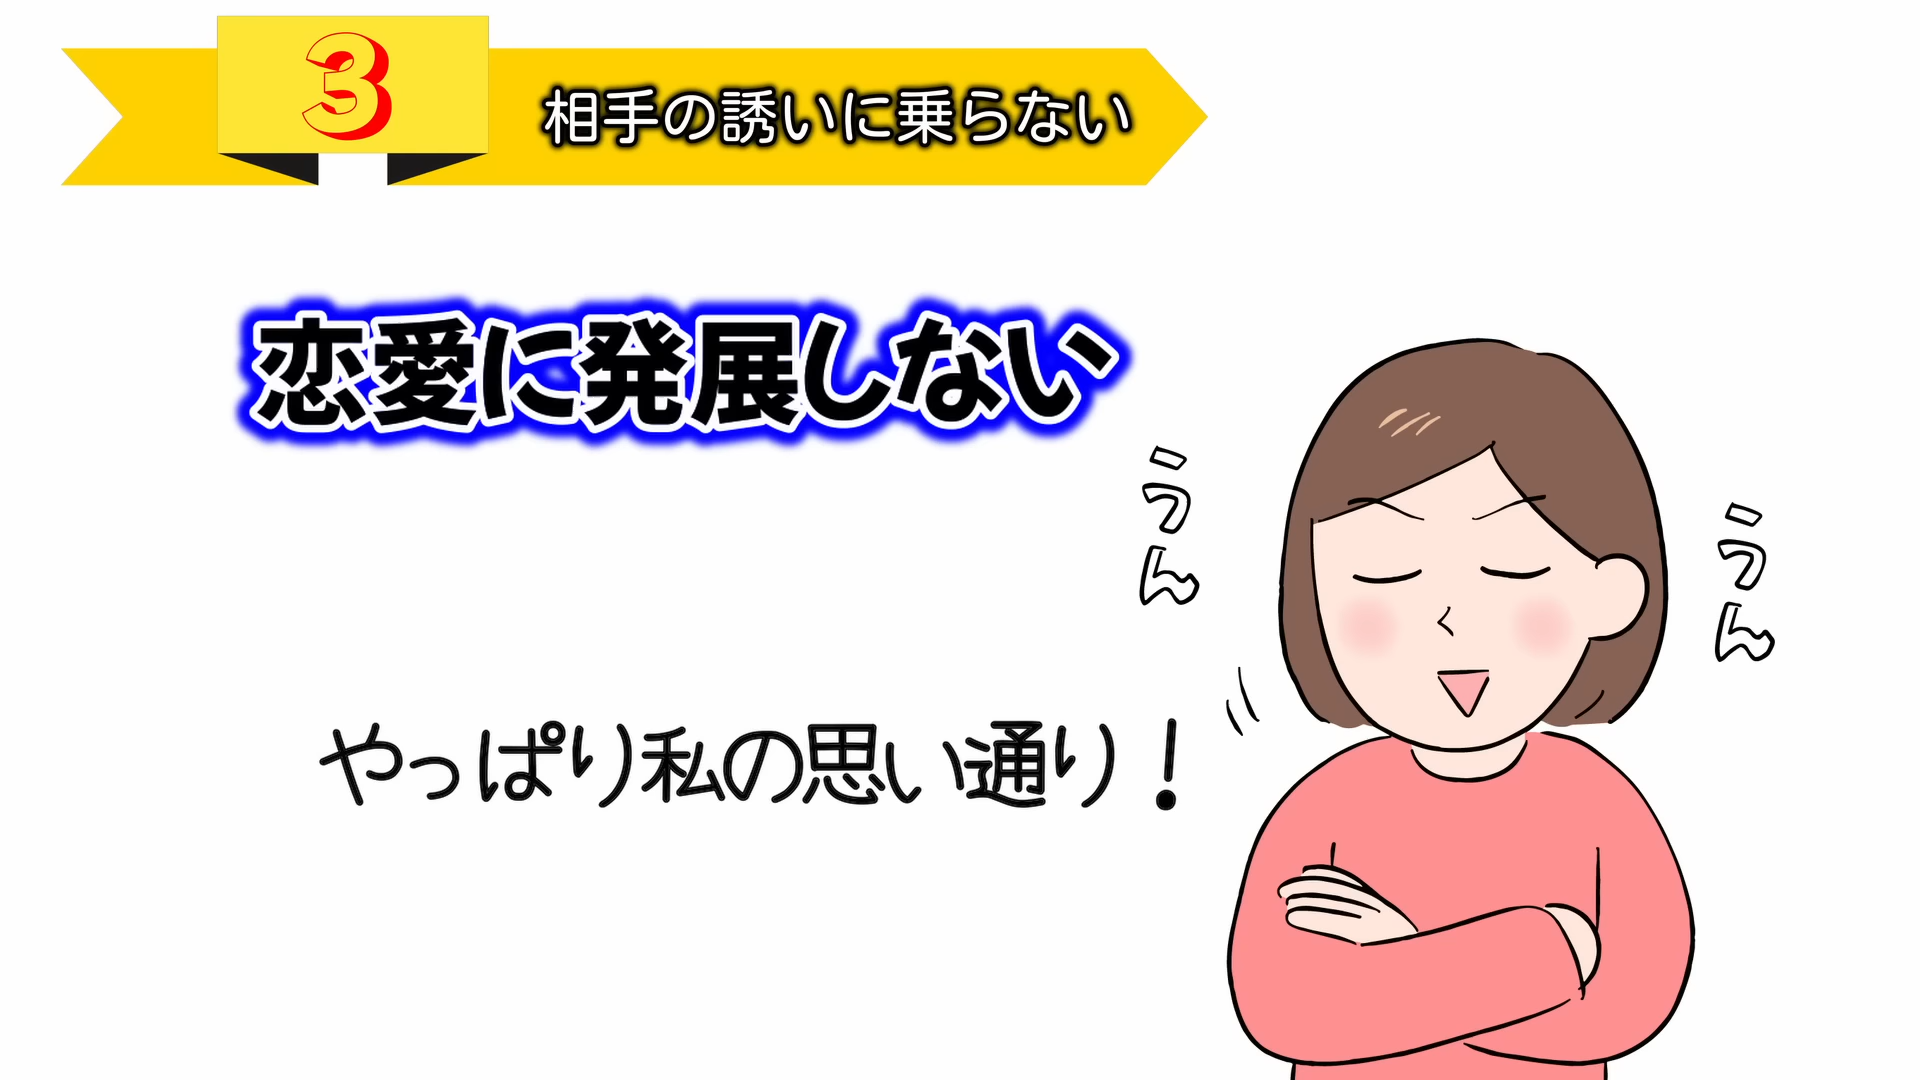 3
相手の誘いに乗らない
恋愛に発展しない
うん
うん
やっぱり私の思い通り！